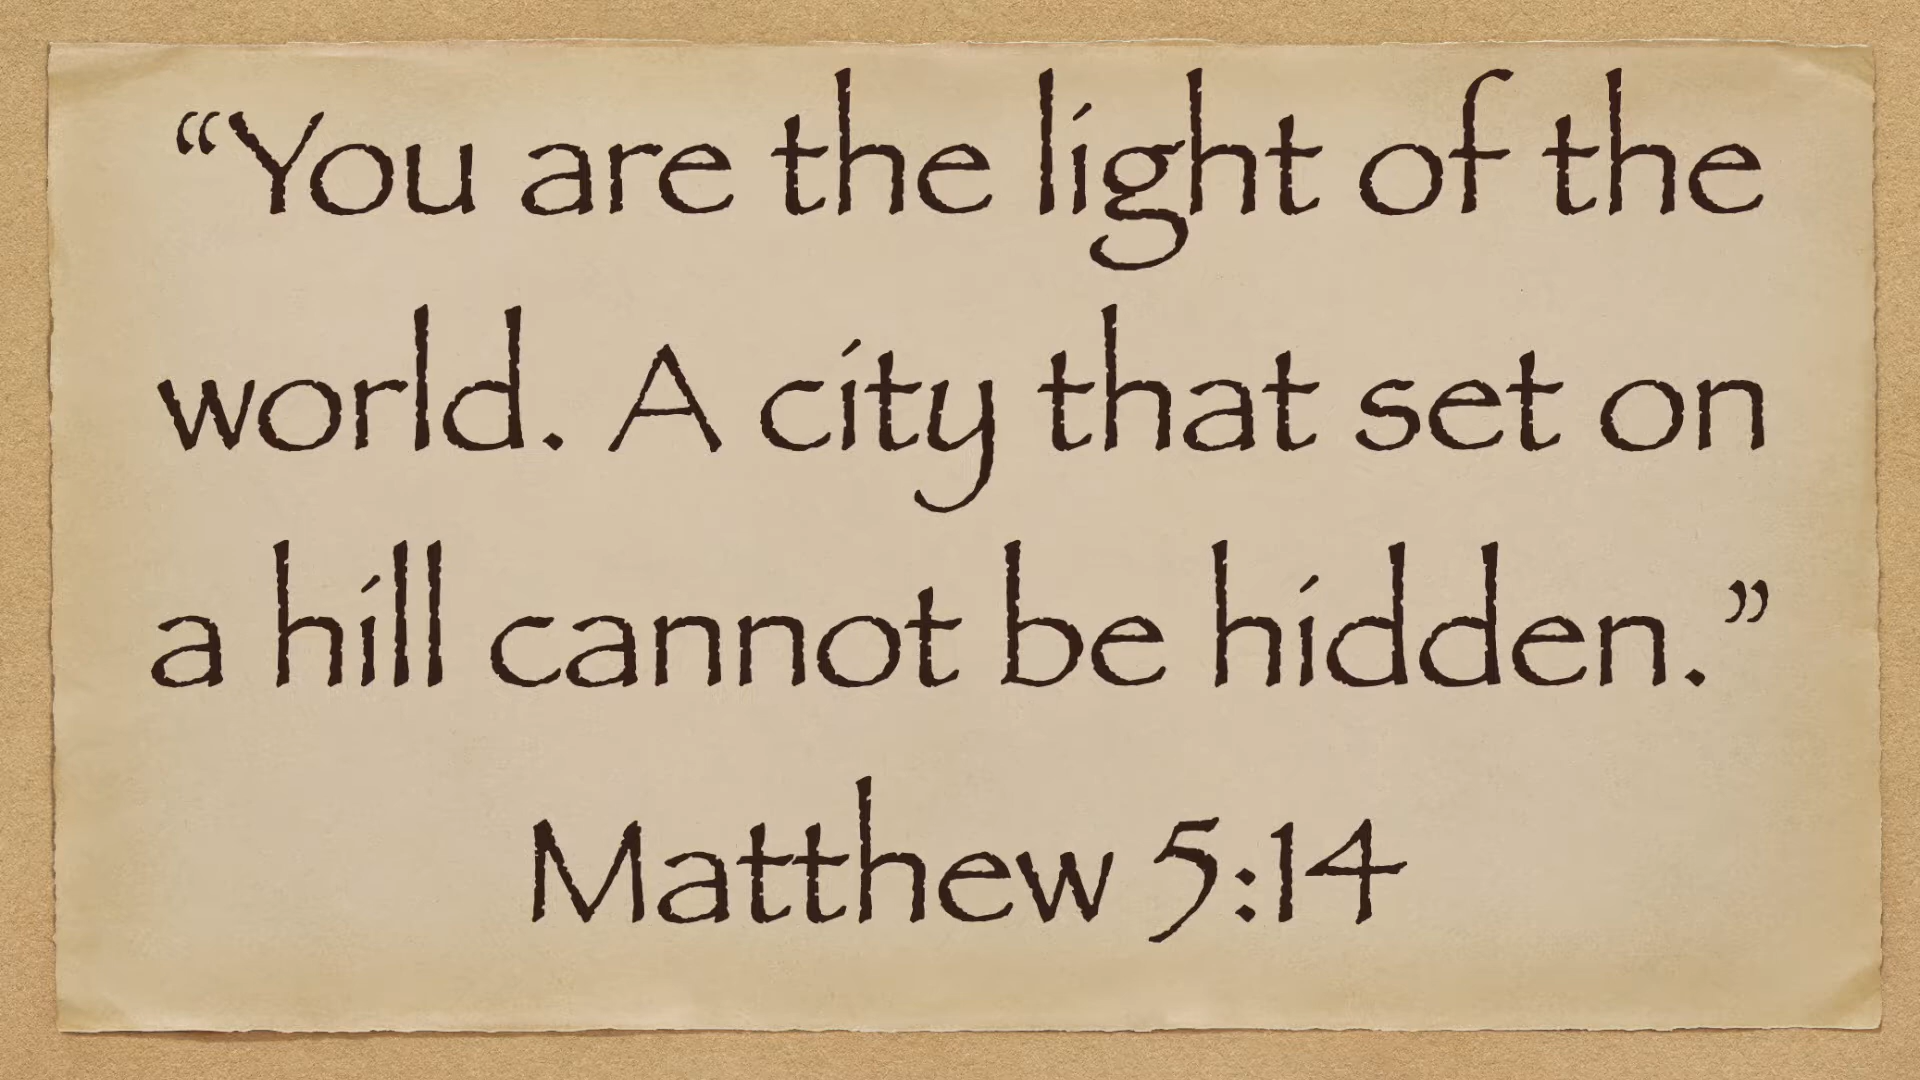 “You are the light of the
world. A city that set on
a hill cannot be hidden.”
Matthew 5:14